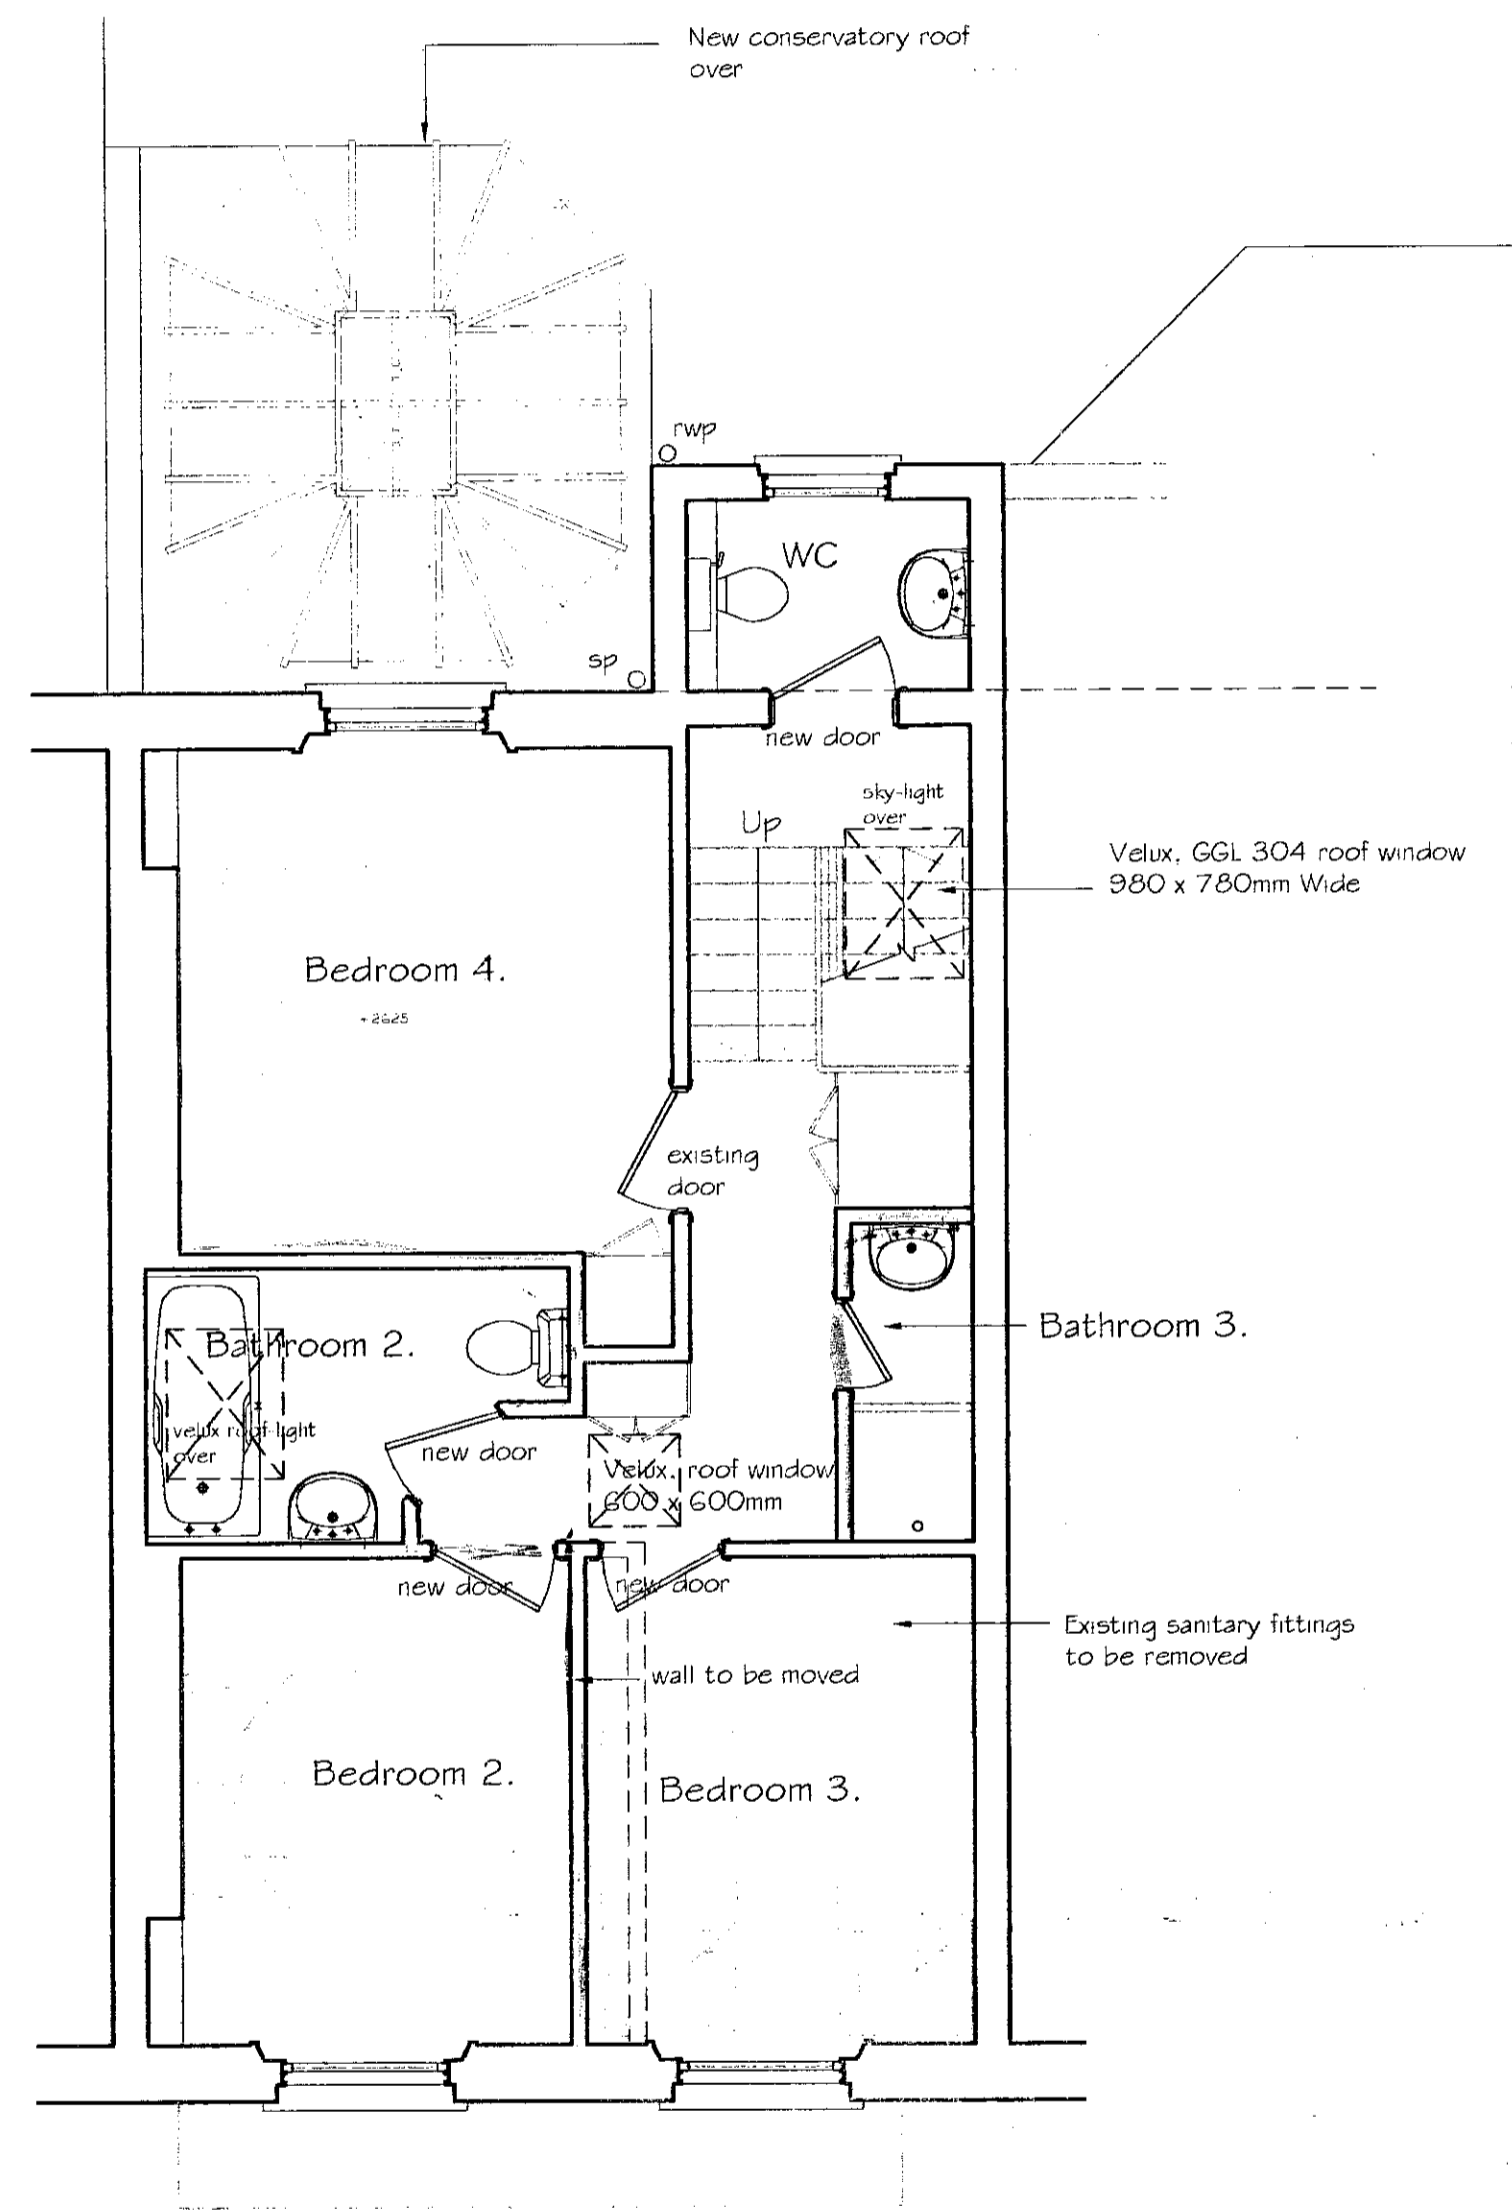 New conservatory roof
over
rwp
WC
sp
new door
sky-light
over
Up
Velux. GGL 304 roof window
980 x 780mm Wide
Bedroom 4.
+2625
existing
door
Bathroom 3.
Bathroom 2.
velux roof-light
over
new door
Velux. roof window
600 x 600mm
new door
new door
Existing sanitary fittings
to be removed
wall to be moved
Bedroom 2.
Bedroom 3.